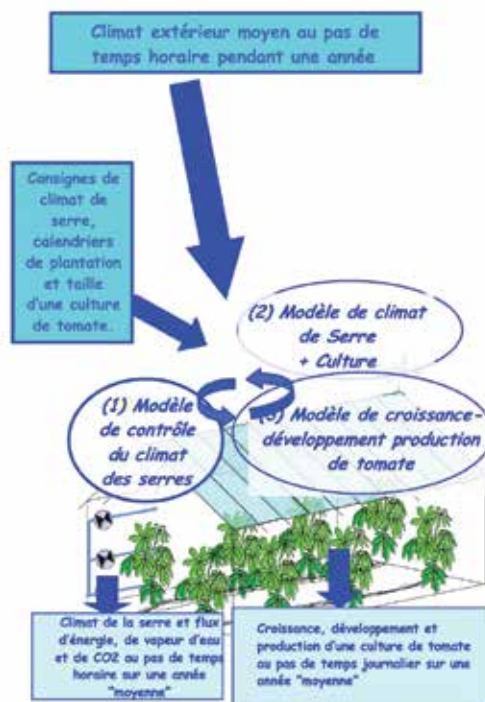 Climat extérieur moyen au pas de
temps horaire pendant une année
Consignes de
climat de
serre,
calendriers
de plantation
et taille
d'une culture
de tomate.
(2) Modèle de climat
de Serre
+ Culture
(1) Modèle
de contrôle
du climat
des serres
(3) Modèle de croissance-
développement production
de tomate
Climat de la serre et flux
d'énergie, de vapeur d'eau
et de CO2 au pas de temps
horaire sur une année
"moyenne"
Croissance, développement et
production d'une culture de tomate
au pas de temps journalier sur une
année "moyenne"